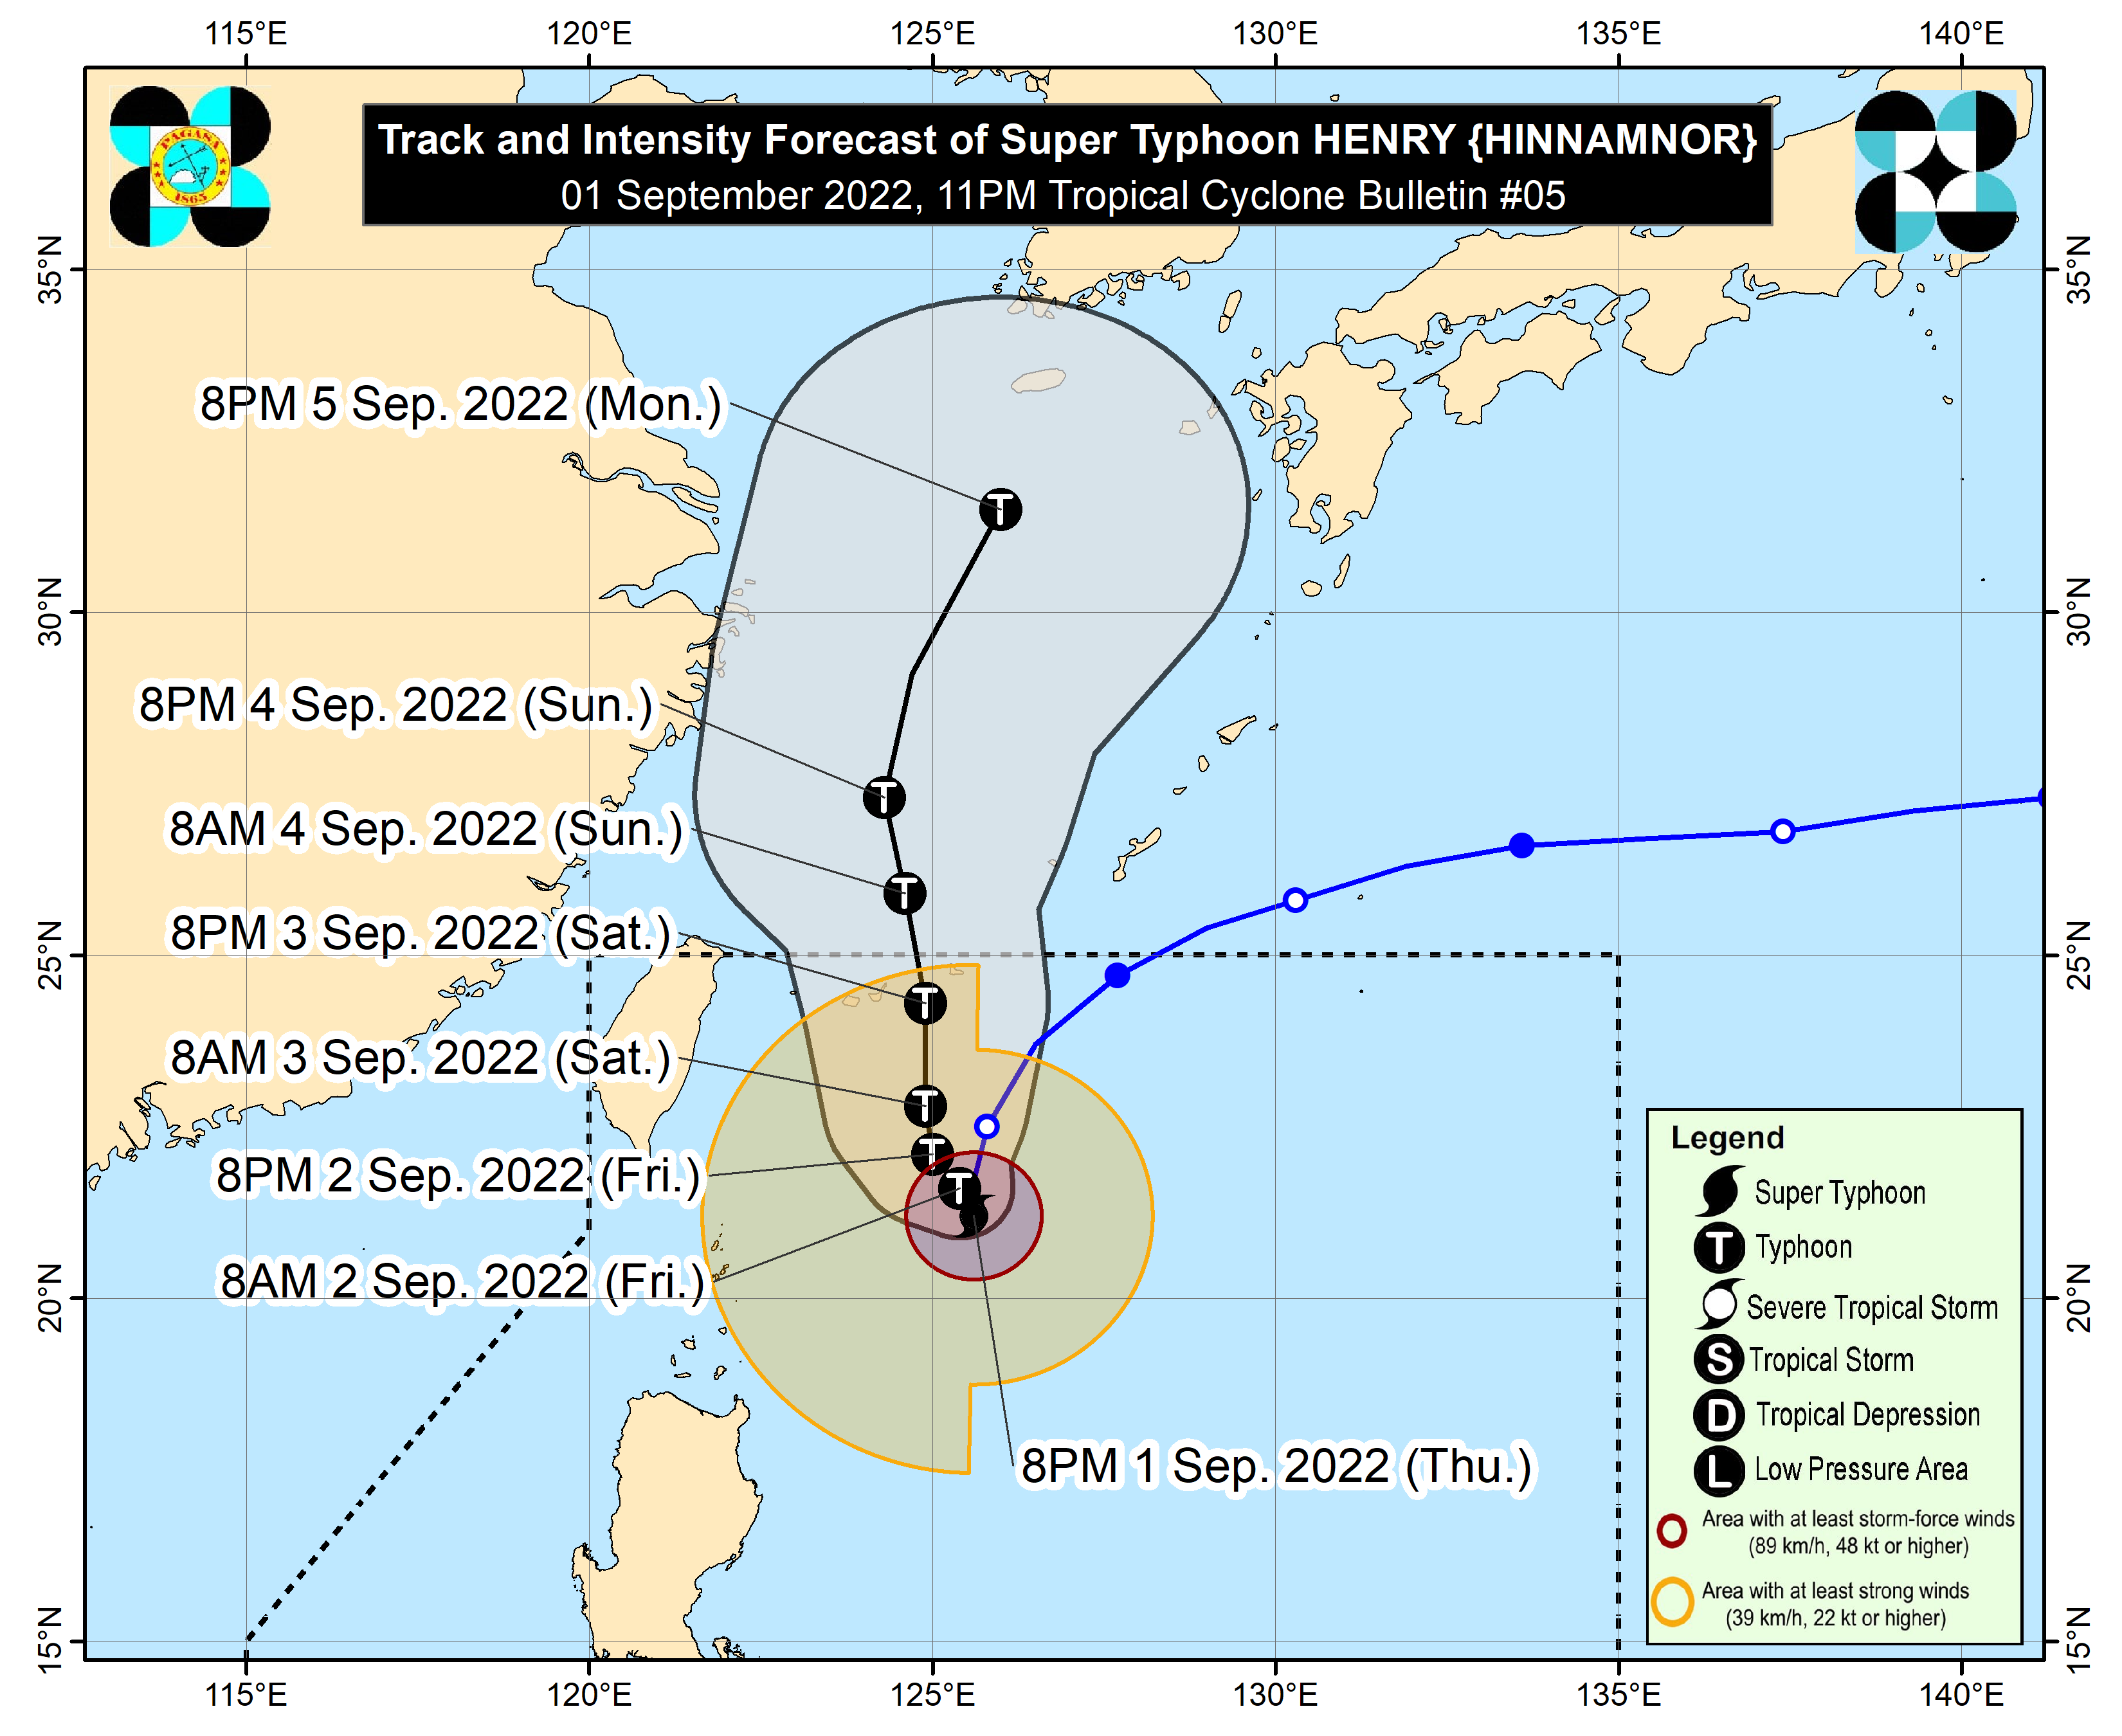 115°E 120°E 125°E 130°E 135°E 140°E
PAGASA
1865
Track and Intensity Forecast of Super Typhoon HENRY {HINNAMNOR}
01 September 2022, 11PM Tropical Cyclone Bulletin #05
35°N 35°N
8PM 5 Sep. 2022 (Mon.)
T
30°N 30°N
8PM 4 Sep. 2022 (Sun.)
T
8AM 4 Sep. 2022 (Sun.)
T
8PM 3 Sep. 2022 (Sat.)
25°N 25°N
T
8AM 3 Sep. 2022 (Sat.)
T
8PM 2 Sep. 2022 (Fri.)
T
8AM 2 Sep. 2022 (Fri.)
T
20°N 20°N
8PM 1 Sep. 2022 (Thu.)
Legend
Super Typhoon
T Typhoon
Severe Tropical Storm
S Tropical Storm
D Tropical Depression
L Low Pressure Area
Area with at least storm-force winds
(89 km/h, 48 kt or higher)
Area with at least strong winds
(39 km/h, 22 kt or higher)
15°N 15°N
115°E 120°E 125°E 130°E 135°E 140°E